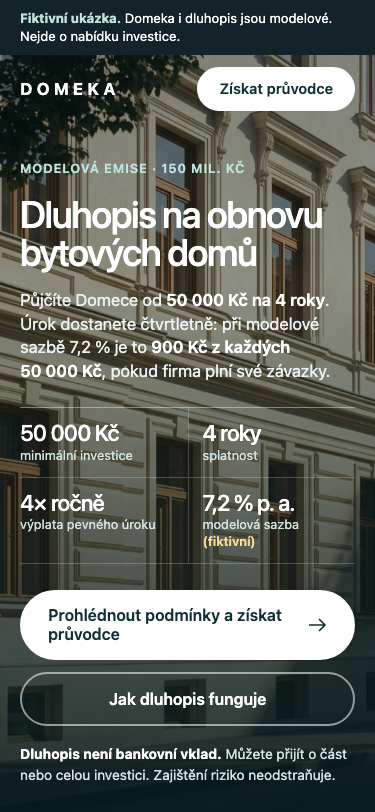 Fiktivní ukázka. Domeka i dluhopis jsou modelové.
Nejde o nabídku investic.
DOMEKA
Získat průvodce
MODELOVÁ EMISE · 150 MIL. KČ
Dluhopis na obnovu
bytových domů
Půjčíte Domece od 50 000 Kč na 4 roky.
Úrok dostanete čtvrtletně: při modelové
sazbě 7,2 % je to 900 Kč z každých
50 000 Kč, pokud firma plní své závazky.
50 000 Kč
minimální investice
4 roky
splatnost
4× ročně
výplata pevného úroku
7,2 % p. a.
modelová sazba
(fiktivní)
Prohlédnout podmínky a získat
průvodce
Jak dluhopis funguje
Dluhopis není bankovní vklad. Můžete přijít o část
nebo celou investici. Zajištění riziko neodstraňuje.